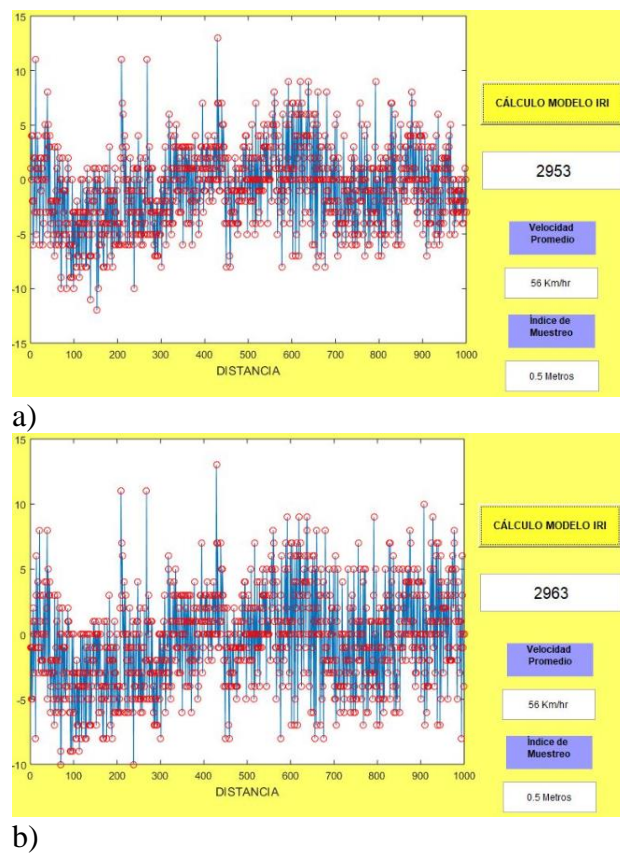 15
10
5
0
-5
-10
-15
0 100 200 300 400 500 600 700 800 900 1000
DISTANCIA
CÁLCULO MODELO IRI
2953
Velocidad
Promedio
56 Km/hr
Índice de
Muestreo
0.5 Metros
a)
15
10
5
0
-5
-10
0 100 200 300 400 500 600 700 800 900 1000
DISTANCIA
CÁLCULO MODELO IRI
2963
Velocidad
Promedio
56 Km/hr
Índice de
Muestreo
0.5 Metros
b)